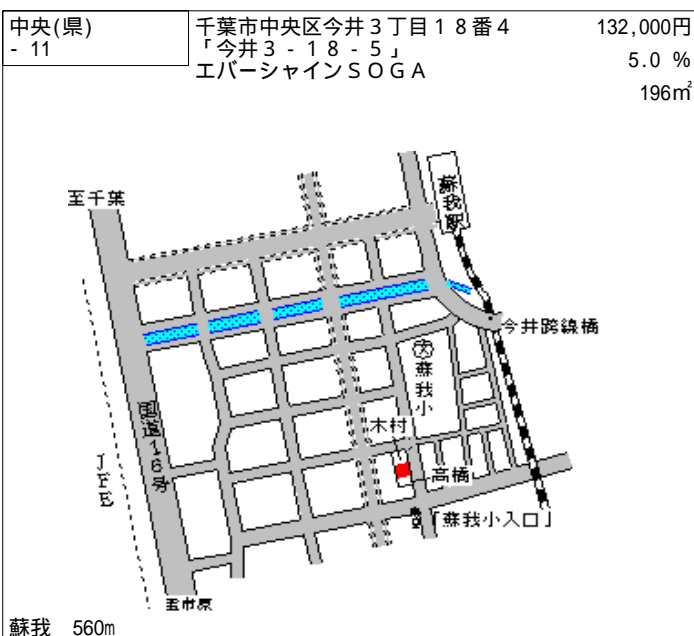 中央(県)
- 11
千葉市中央区今井３丁目１８番４
「今井３‐１８‐５」
エバーシャインＳＯＧＡ
132,000円
5.0 %
196㎡
至千葉
蘇我駅
今井跨線橋
文
蘇我小
国道16号
JFE
木村
高橋
「蘇我小入口」
至市原
蘇我 560m